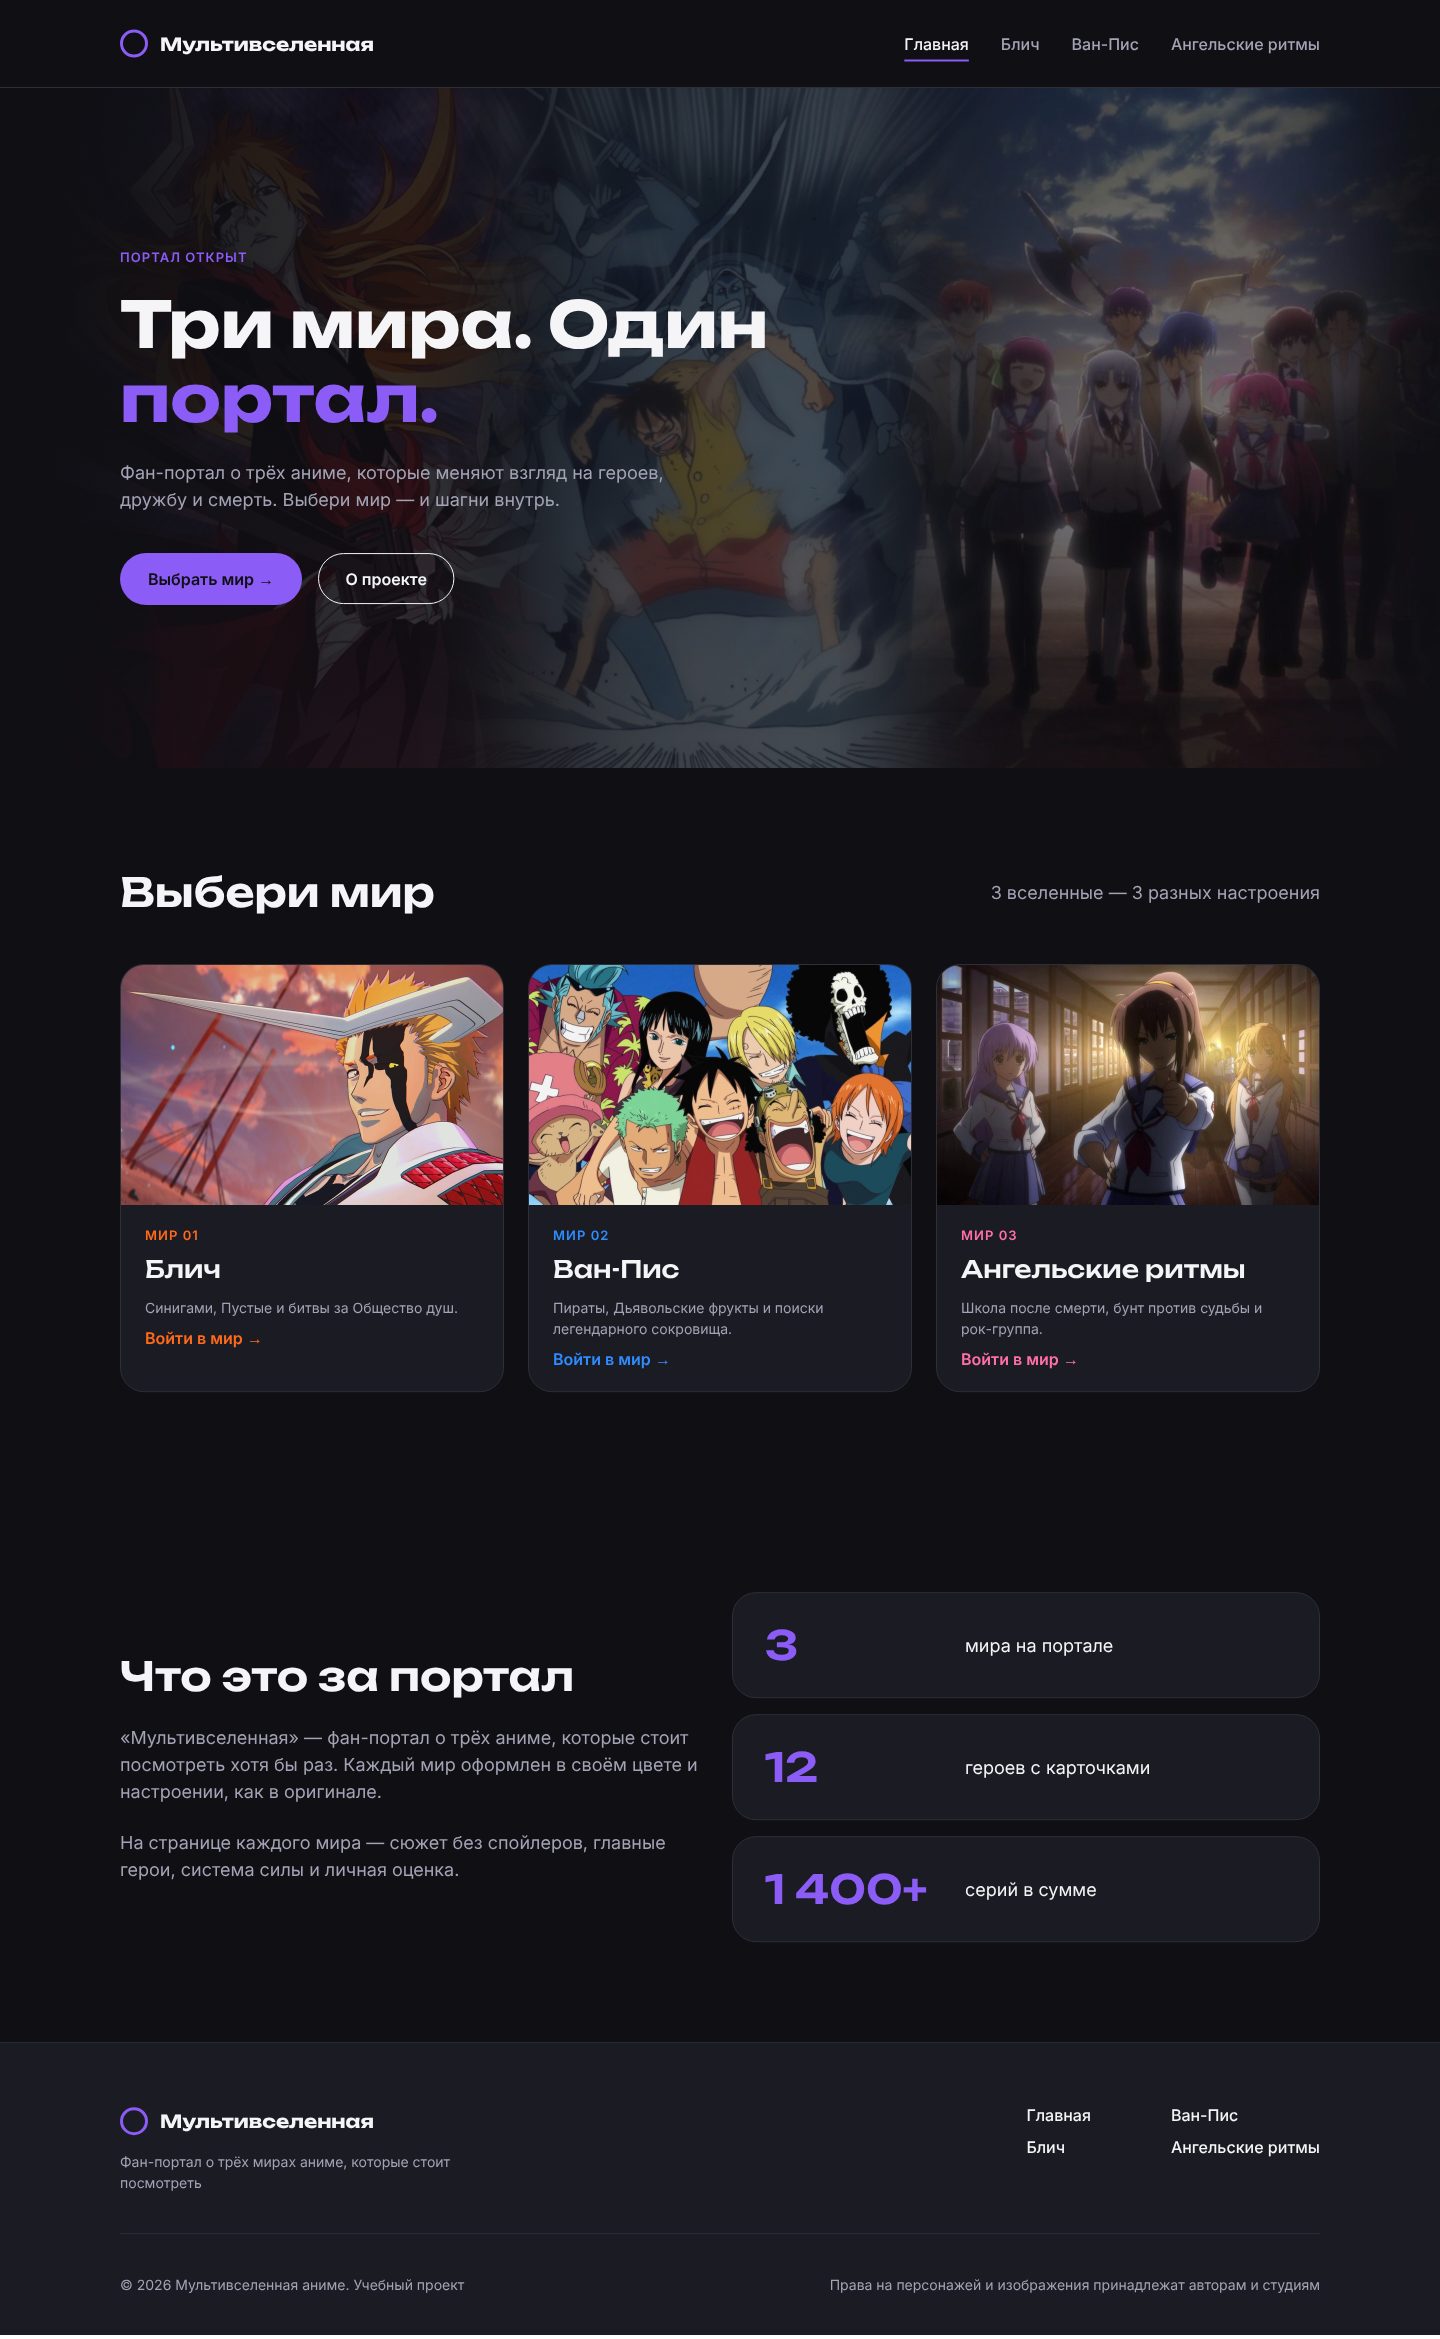 Мультивселенная
Главная
Блич
Ван-Пис
Ангельские ритмы
ПОРТАЛ ОТКРЫТ
Три мира. Один
портал.
Фан-портал о трёх аниме, которые меняют взгляд на героев,
дружбу и смерть. Выбери мир — и шагни внутрь.
Выбрать мир →
О проекте
Выбери мир
3 вселенные — 3 разных настроения
МИР 01
Блич
Синигами, Пустые и битвы за Общество душ.
Войти в мир →
МИР 02
Ван-Пис
Пираты, Дьявольские фрукты и поиски
легендарного сокровища.
Войти в мир →
МИР 03
Ангельские ритмы
Школа после смерти, бунт против судьбы и
рок-группа.
Войти в мир →
Что это за портал
«Мультивселенная» — фан-портал о трёх аниме, которые стоит
посмотреть хотя бы раз. Каждый мир оформлен в своём цвете и
настроении, как в оригинале.
На странице каждого мира — сюжет без спойлеров, главные
герои, система силы и личная оценка.
3
мира на портале
12
героев с карточками
1 400+
серий в сумме
Мультивселенная
Фан-портал о трёх мирах аниме, которые стоит
посмотреть
Главная
Блич
Ван-Пис
Ангельские ритмы
© 2026 Мультивселенная аниме. Учебный проект
Права на персонажей и изображения принадлежат авторам и студиям